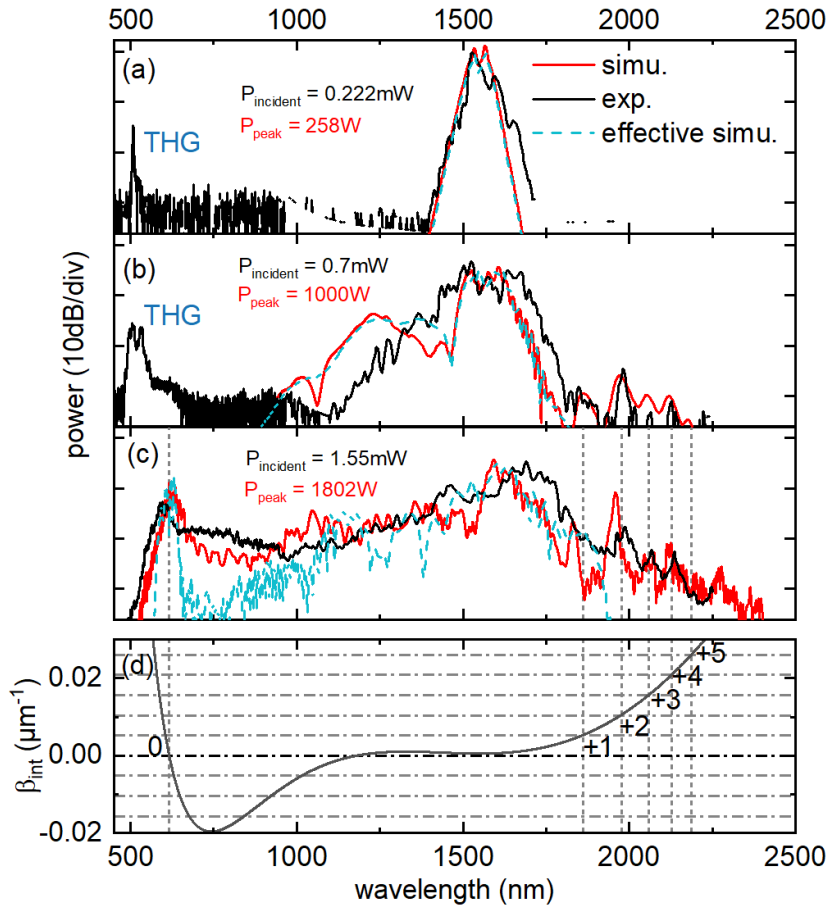 500 1000 1500 2000 2500
(a)
P_incident = 0.222mW
P_peak = 258W
THG
simu.
exp.
effective simu.
(b)
P_incident = 0.7mW
P_peak = 1000W
THG
power (10dB/div)
(c)
P_incident = 1.55mW
P_peak = 1802W
(d)
0.02
0.00
-0.02
β_int (μm⁻¹)
0
+1
+2
+3
+4
+5
500 1000 1500 2000 2500
wavelength (nm)